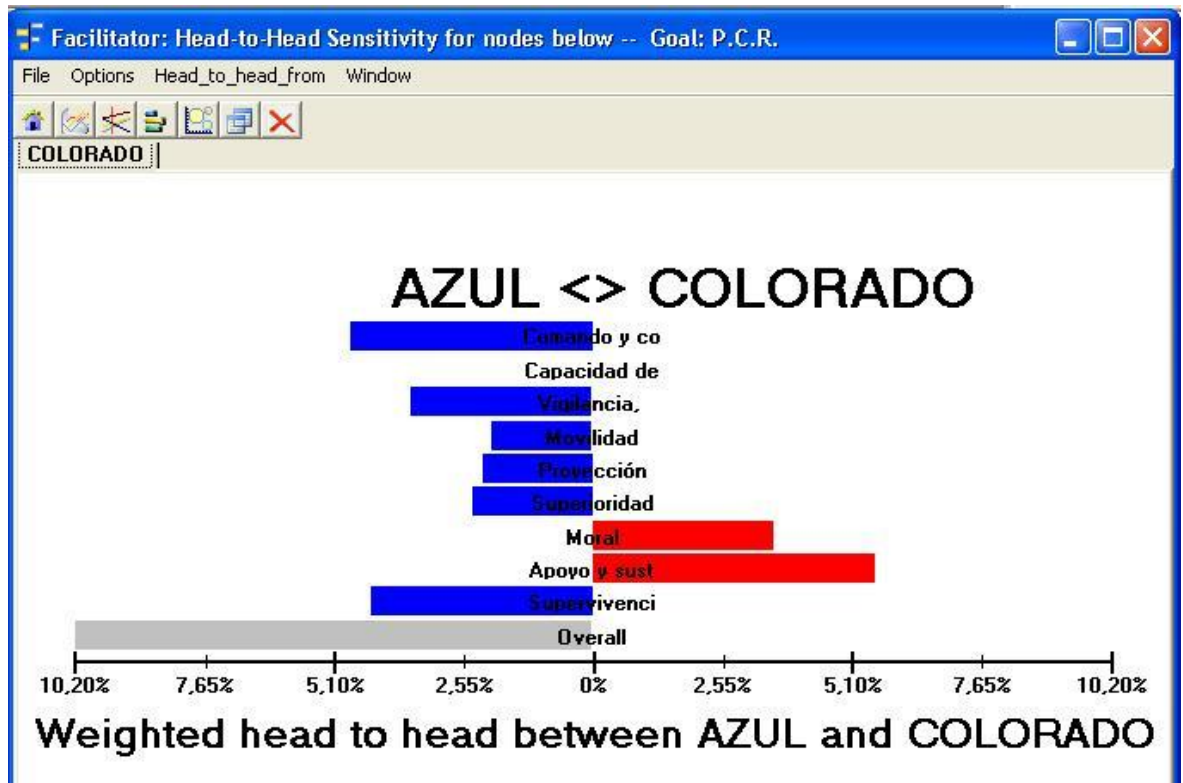 Facilitator: Head-to-Head Sensitivity for nodes below -- Goal: P.C.R.
File Options Head_to_head_from Window
COLORADO
AZUL <> COLORADO
Comando y co
Capacidad de
Vigilancia,
Movilidad
Proyección
Superioridad
Moral
Apoyo y sust
Supervivenci
Overall
10,20% 7,65% 5,10% 2,55% 0% 2,55% 5,10% 7,65% 10,20%
Weighted head to head between AZUL and COLORADO